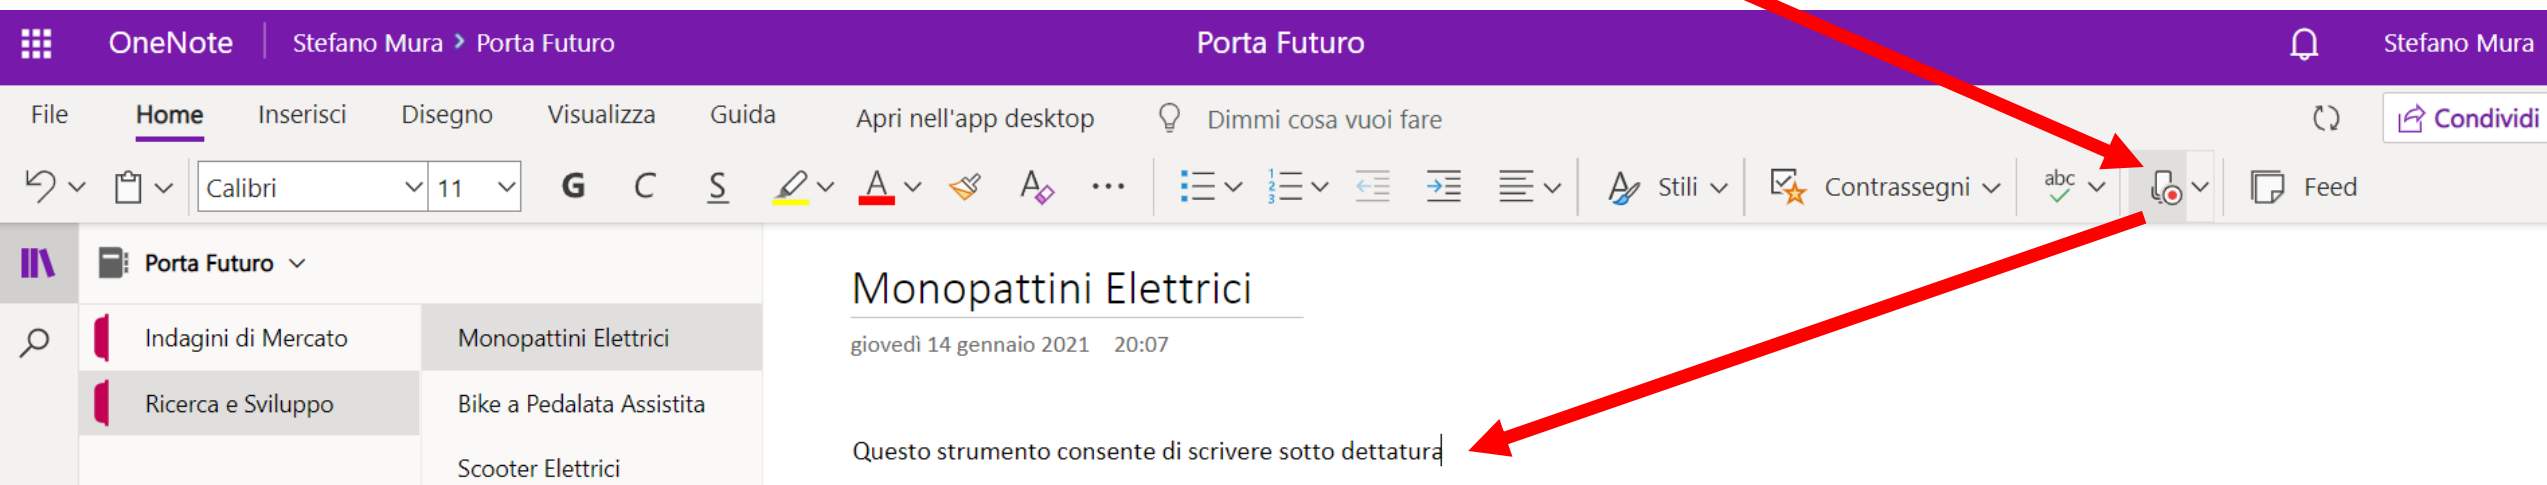 OneNote Stefano Mura > Porta Futuro Porta Futuro Stefano Mura
File Home Inserisci Disegno Visualizza Guida Apri nell'app desktop Dimmi cosa vuoi fare Condividi
Calibri 11 G C S A A Stili Contrassegni abc Feed
Porta Futuro
Indagini di Mercato
Ricerca e Sviluppo
Monopattini Elettrici
Bike a Pedalata Assistita
Scooter Elettrici
Monopattini Elettrici
giovedì 14 gennaio 2021 20:07
Questo strumento consente di scrivere sotto dettatura